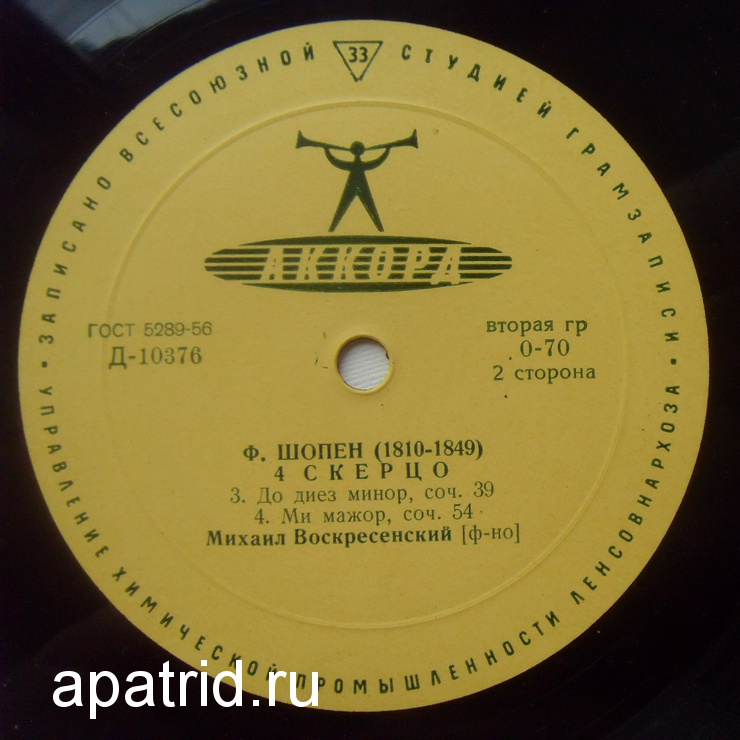 • ЗАПИСАНО ВСЕСОЮЗНОЙ 33 СТУДИЕЙ ГРАМЗАПИСИ •
АККОРД
ГОСТ 5289-56
Д-10376
вторая гр
0-70
2 сторона
Ф. ШОПЕН (1810-1849)
4 СКЕРЦО
3. До диез минор, соч. 39
4. Ми мажор, соч. 54
Михаил Воскресенский [ф-но]
УПРАВЛЕНИЕ ХИМИЧЕСКОЙ ПРОМЫШЛЕННОСТИ ЛЕНСОВНАРХОЗА
apatrid.ru